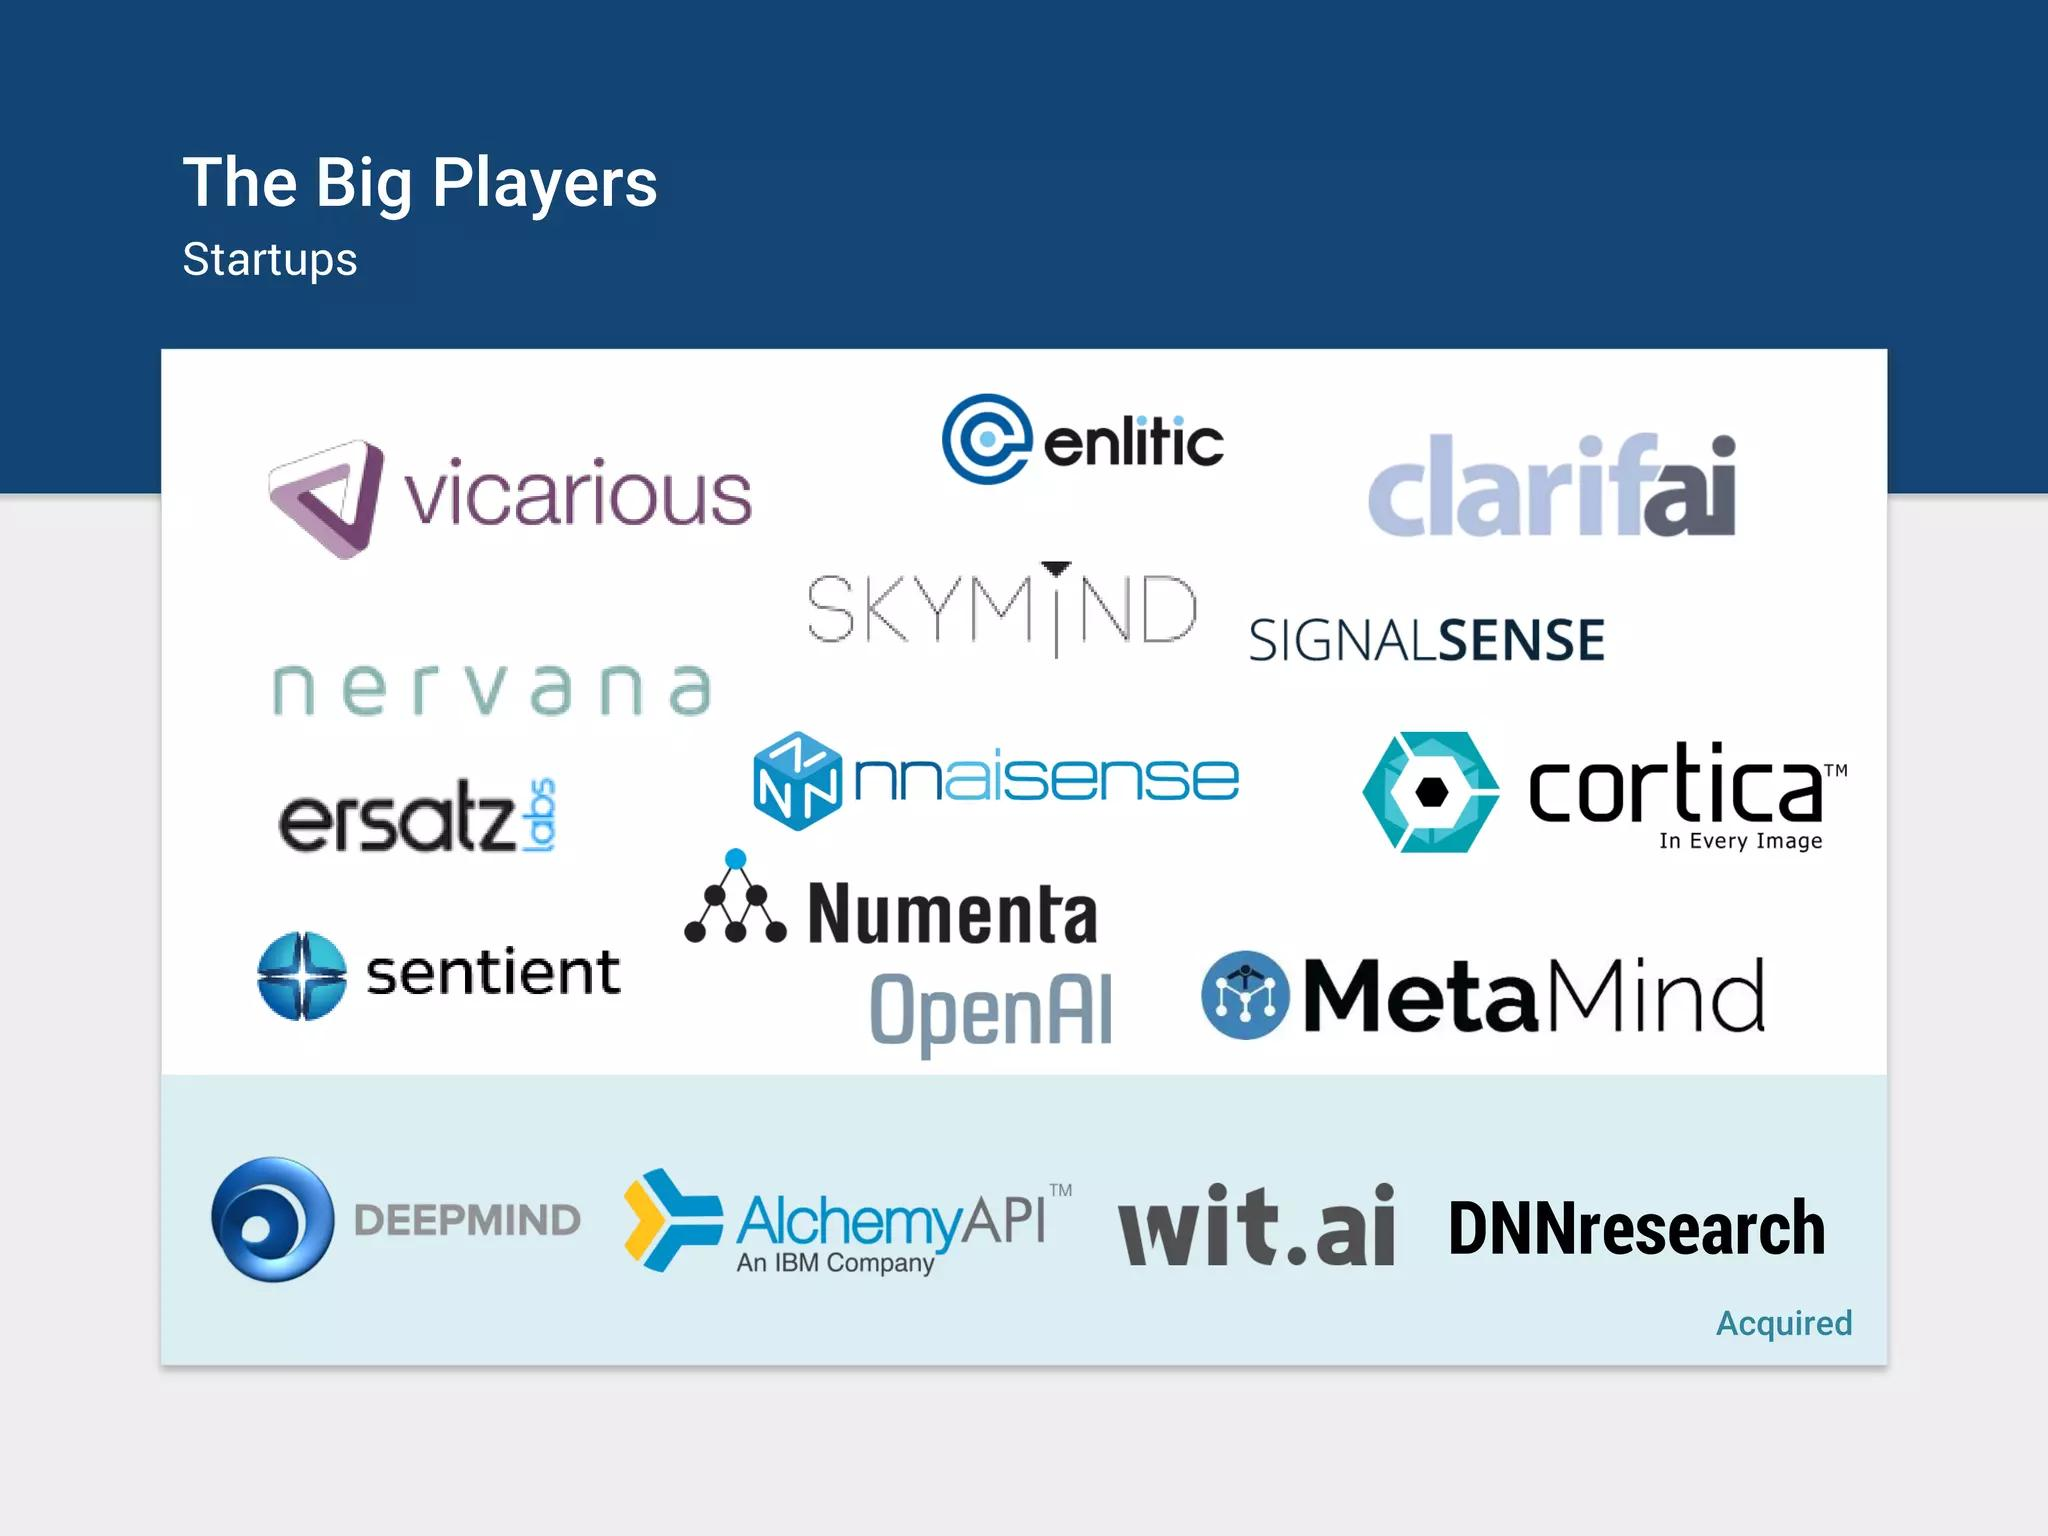 The Big Players
Startups
enlitic
vicarious
clarifai
SKYMIND
SIGNALSENSE
nervana
nnaisense
cortica™
In Every Image
ersatz labs
Numenta
sentient
OpenAI
MetaMind
DEEPMIND
AlchemyAPI™
An IBM Company
wit.ai
DNNresearch
Acquired